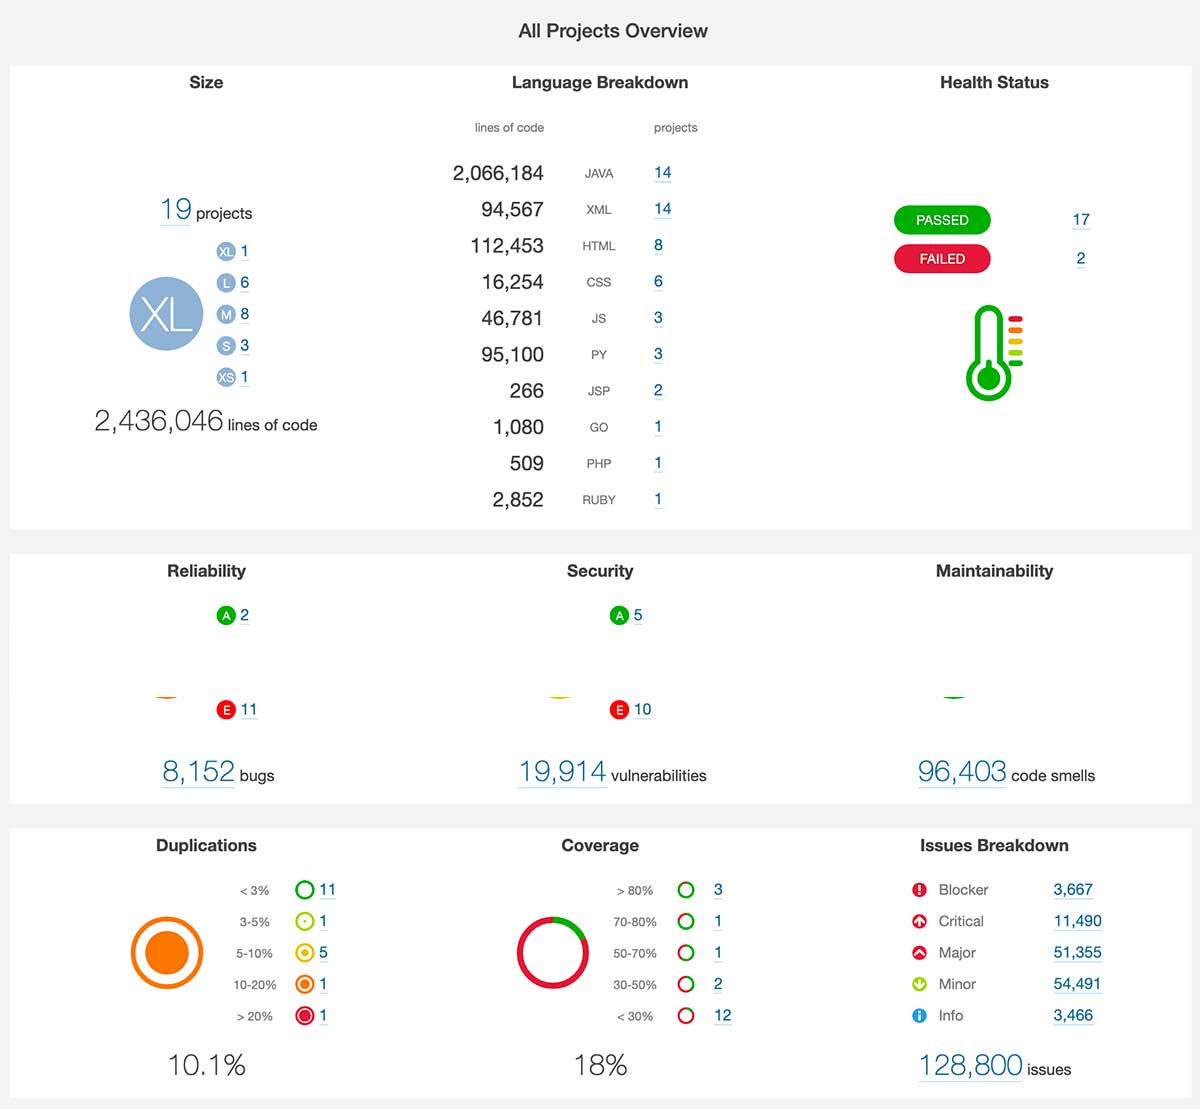 All Projects Overview
Size
19 projects
XL 1
L 6
XL
M 8
S 3
XS 1
2,436,046 lines of code
Language Breakdown
lines of code projects
2,066,184 JAVA 14
94,567 XML 14
112,453 HTML 8
16,254 CSS 6
46,781 JS 3
95,100 PY 3
266 JSP 2
1,080 GO 1
509 PHP 1
2,852 RUBY 1
Health Status
PASSED 17
FAILED 2
Reliability
A 2
E 11
8,152 bugs
Security
A 5
E 10
19,914 vulnerabilities
Maintainability
96,403 code smells
Duplications
< 3% 11
3-5% 1
5-10% 5
10-20% 1
> 20% 1
10.1%
Coverage
> 80% 3
70-80% 1
50-70% 1
30-50% 2
< 30% 12
18%
Issues Breakdown
Blocker 3,667
Critical 11,490
Major 51,355
Minor 54,491
Info 3,466
128,800 issues